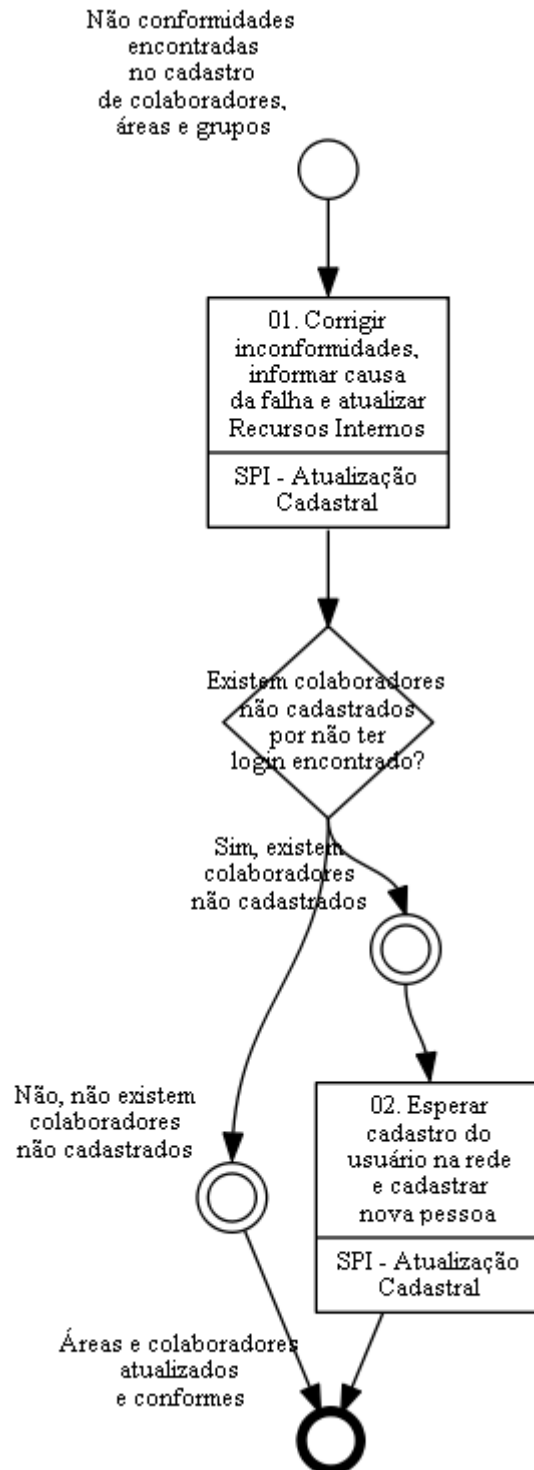 Não conformidades
encontradas
no cadastro
de colaboradores,
áreas e grupos
01. Corrigir
inconformidades,
informar causa
da falha e atualizar
Recursos Internos
SPI - Atualização
Cadastral
Existem colaboradores
não cadastrados
por não ter
login encontrado?
Sim, existem
colaboradores
não cadastrados
Não, não existem
colaboradores
não cadastrados
02. Esperar
cadastro do
usuário na rede
e cadastrar
nova pessoa
SPI - Atualização
Cadastral
Áreas e colaboradores
atualizados
e conformes